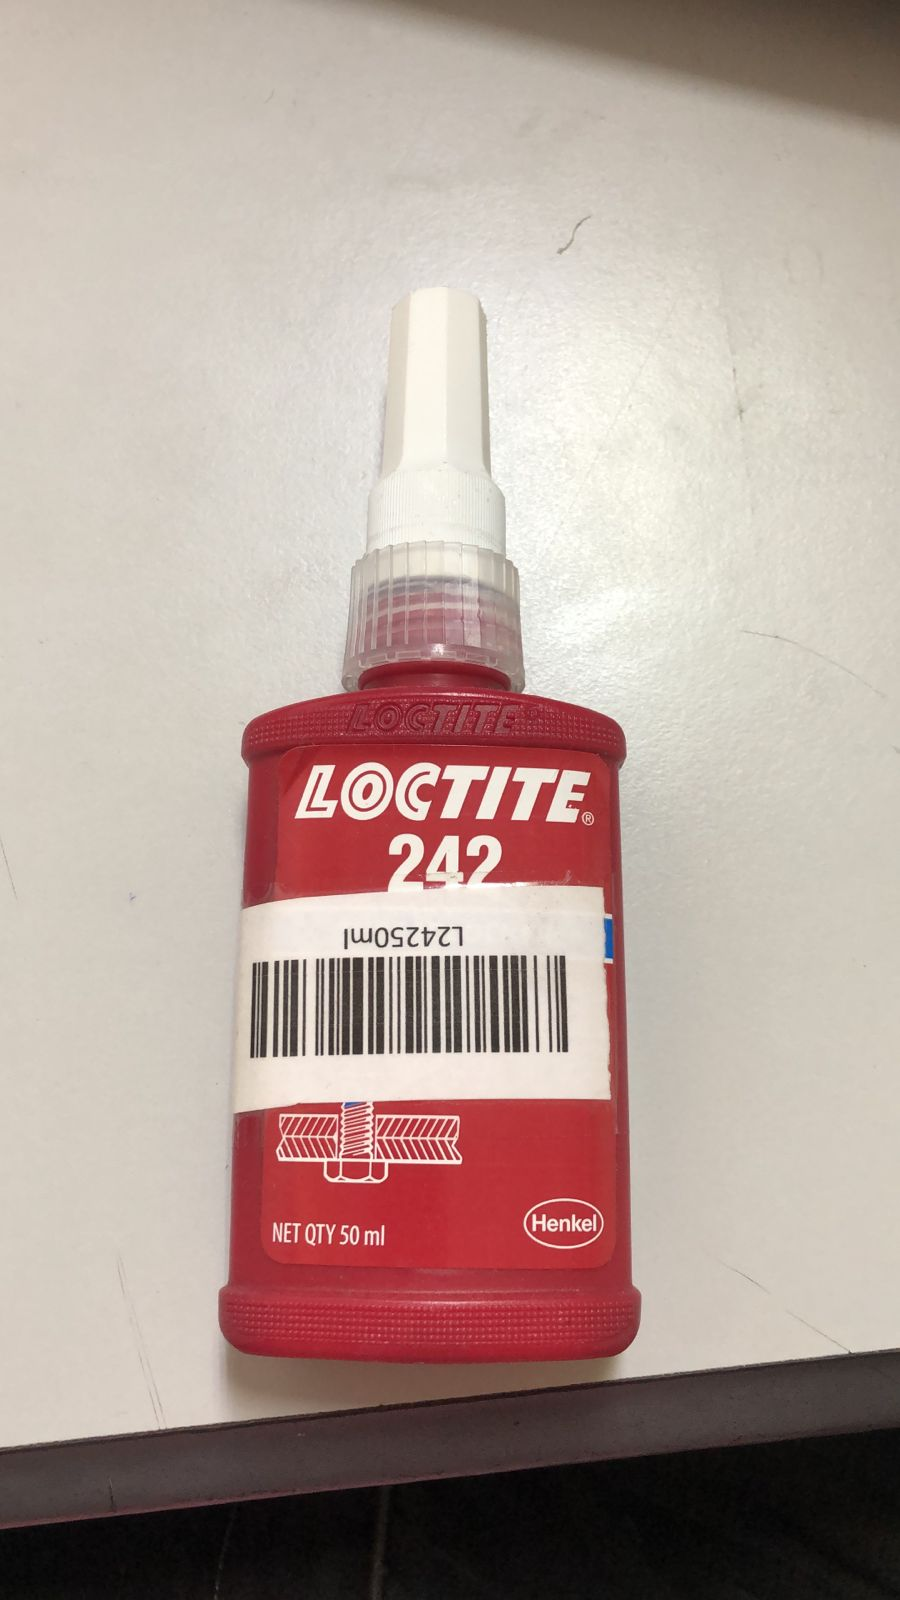 LOCTITE®
LOCTITE®
242
L24250ml
NET QTY 50 ml
Henkel